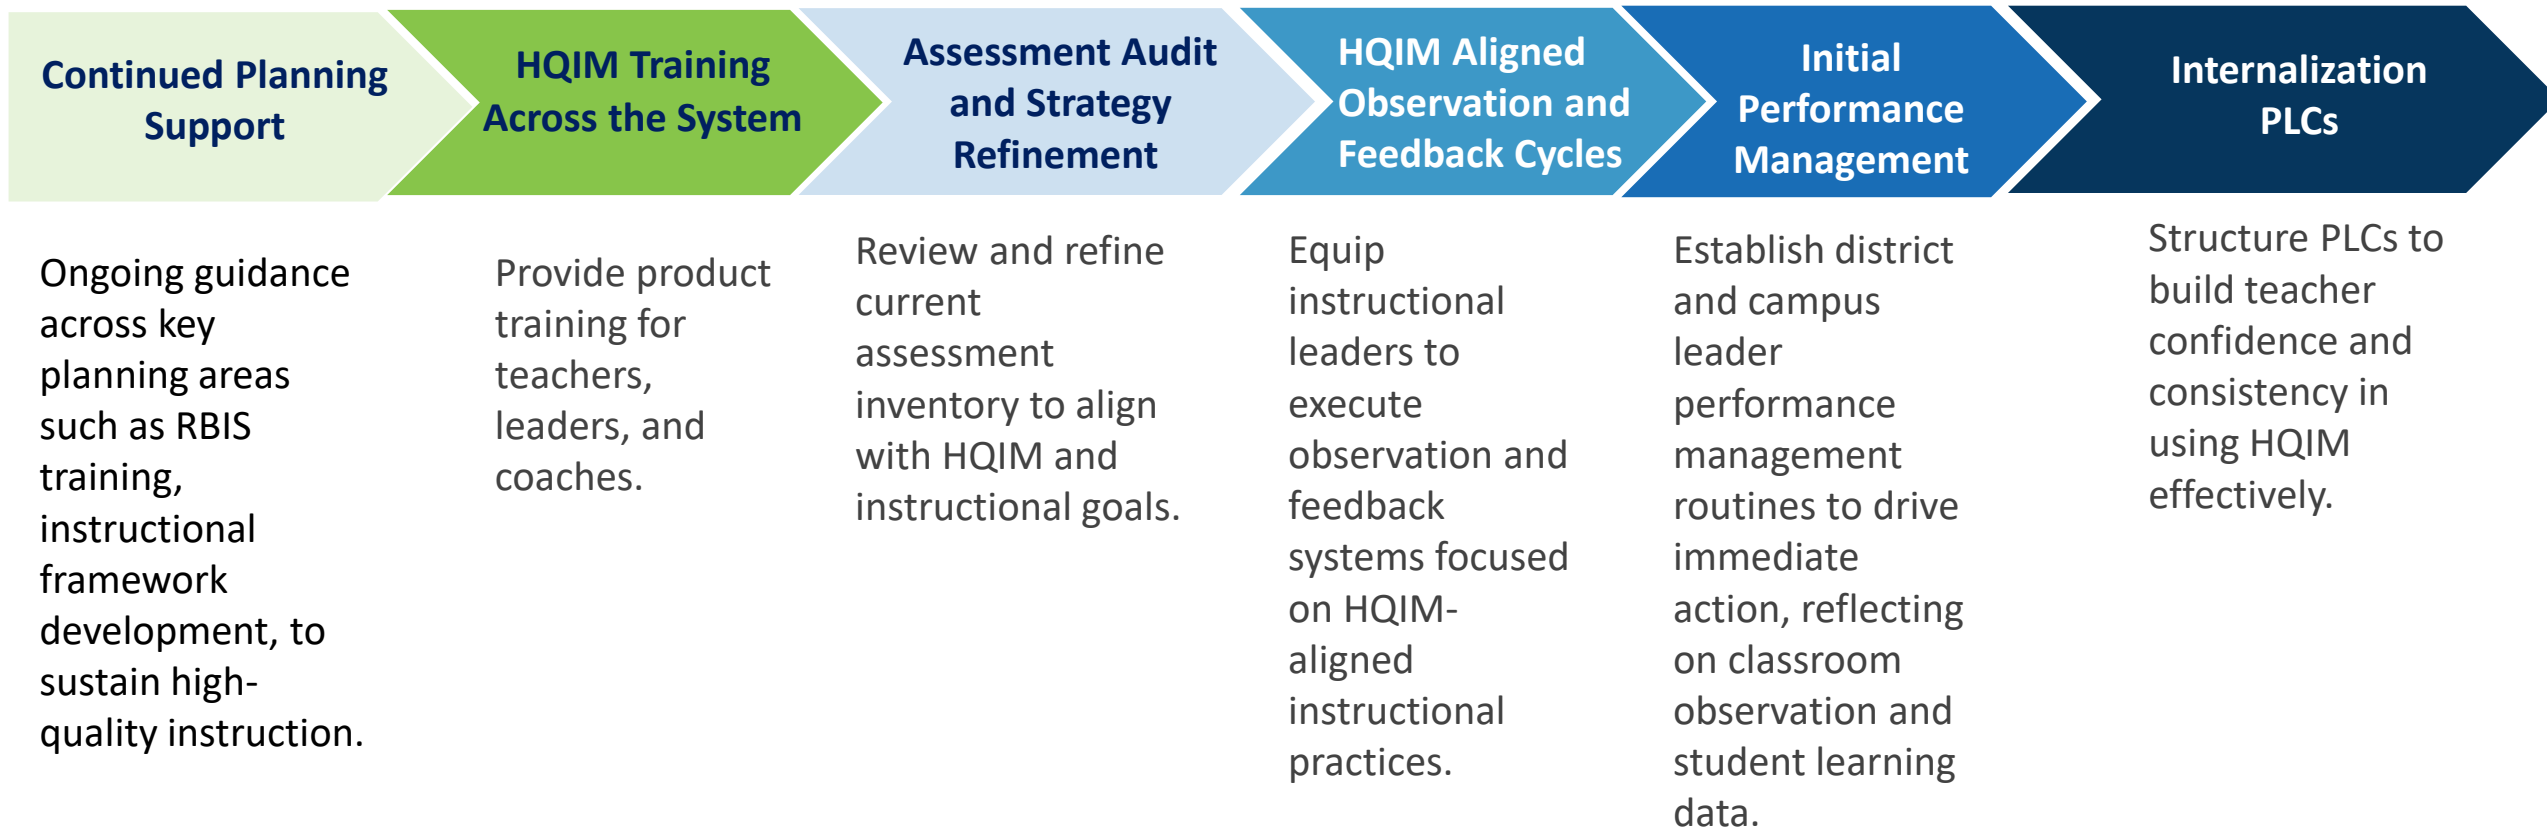 Continued Planning
Support
HQIM Training
Across the System
Assessment Audit
and Strategy
Refinement
HQIM Aligned
Observation and
Feedback Cycles
Initial
Performance
Management
Internalization
PLCs
Ongoing guidance
across key
planning areas
such as RBIS
training,
instructional
framework
development, to
sustain high-
quality instruction.
Provide product
training for
teachers,
leaders, and
coaches.
Review and refine
current
assessment
inventory to align
with HQIM and
instructional goals.
Equip
instructional
leaders to
execute
observation and
feedback
systems focused
on HQIM-
aligned
instructional
practices.
Establish district
and campus
leader
performance
management
routines to drive
immediate
action, reflecting
on classroom
observation and
student learning
data.
Structure PLCs to
build teacher
confidence and
consistency in
using HQIM
effectively.